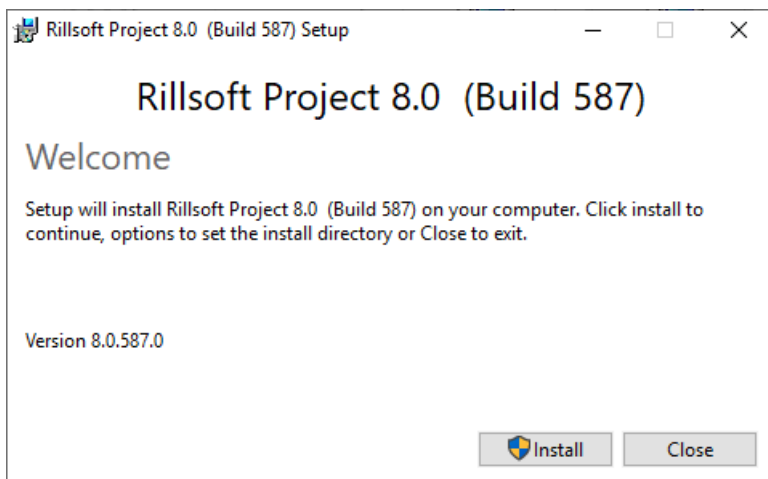 Rillsoft Project 8.0  (Build 587) Setup
Rillsoft Project 8.0  (Build 587)
Welcome
Setup will install Rillsoft Project 8.0  (Build 587) on your computer. Click install to
continue, options to set the install directory or Close to exit.
Version 8.0.587.0
Install Close